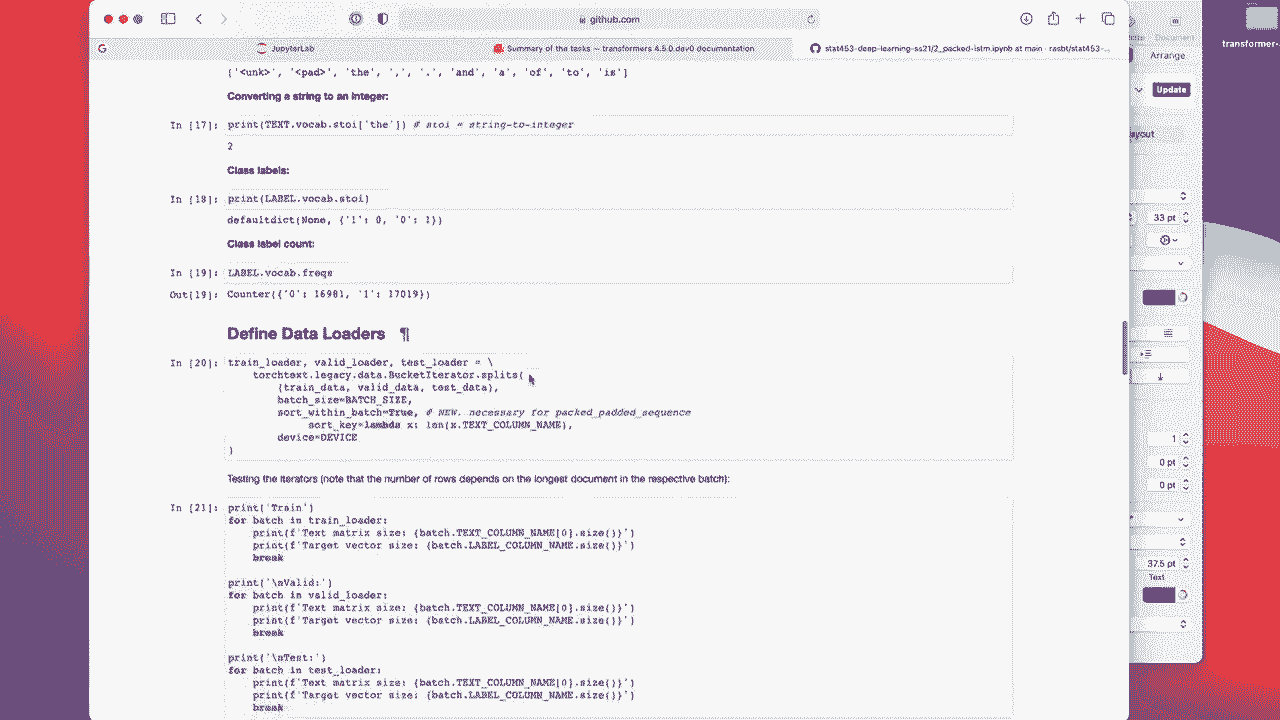 github.com
JupyterLab
Summary of the tasks — transformers 4.5.0.dev0 documentation
stat453-deep-learning-ss21/2_packed-lstm.ipynb at main · rasbt/stat453-...
transformer-
Arrange
Update
['<unk>', '<pad>', 'the', ',', '.', 'and', 'a', 'of', 'to', 'is']
Converting a string to an integer:
In [17]: print(TEXT.vocab.stoi['the']) # stoi = string-to-integer
2
Class labels:
In [18]: print(LABEL.vocab.stoi)
defaultdict(None, {'1': 0, '0': 1})
Class label count:
In [19]: LABEL.vocab.freqs
Out[19]: Counter({'0': 16981, '1': 17019})
Define Data Loaders ¶
In [20]: train_loader, valid_loader, test_loader = \
torchtext.legacy.data.BucketIterator.splits(
(train_data, valid_data, test_data),
batch_size=BATCH_SIZE,
sort_within_batch=True, # NEW. necessary for packed_padded_sequence
sort_key=lambda x: len(x.TEXT_COLUMN_NAME),
device=DEVICE
)
Testing the iterators (note that the number of rows depends on the longest document in the respective batch):
In [21]: print('Train')
for batch in train_loader:
print(f'Text matrix size: {batch.TEXT_COLUMN_NAME[0].size()}')
print(f'Target vector size: {batch.LABEL_COLUMN_NAME.size()}')
break
print('\nValid:')
for batch in valid_loader:
print(f'Text matrix size: {batch.TEXT_COLUMN_NAME[0].size()}')
print(f'Target vector size: {batch.LABEL_COLUMN_NAME.size()}')
break
print('\nTest:')
for batch in test_loader:
print(f'Text matrix size: {batch.TEXT_COLUMN_NAME[0].size()}')
print(f'Target vector size: {batch.LABEL_COLUMN_NAME.size()}')
break
33 pt
1
0 pt
0 pt
37.5 pt
Text